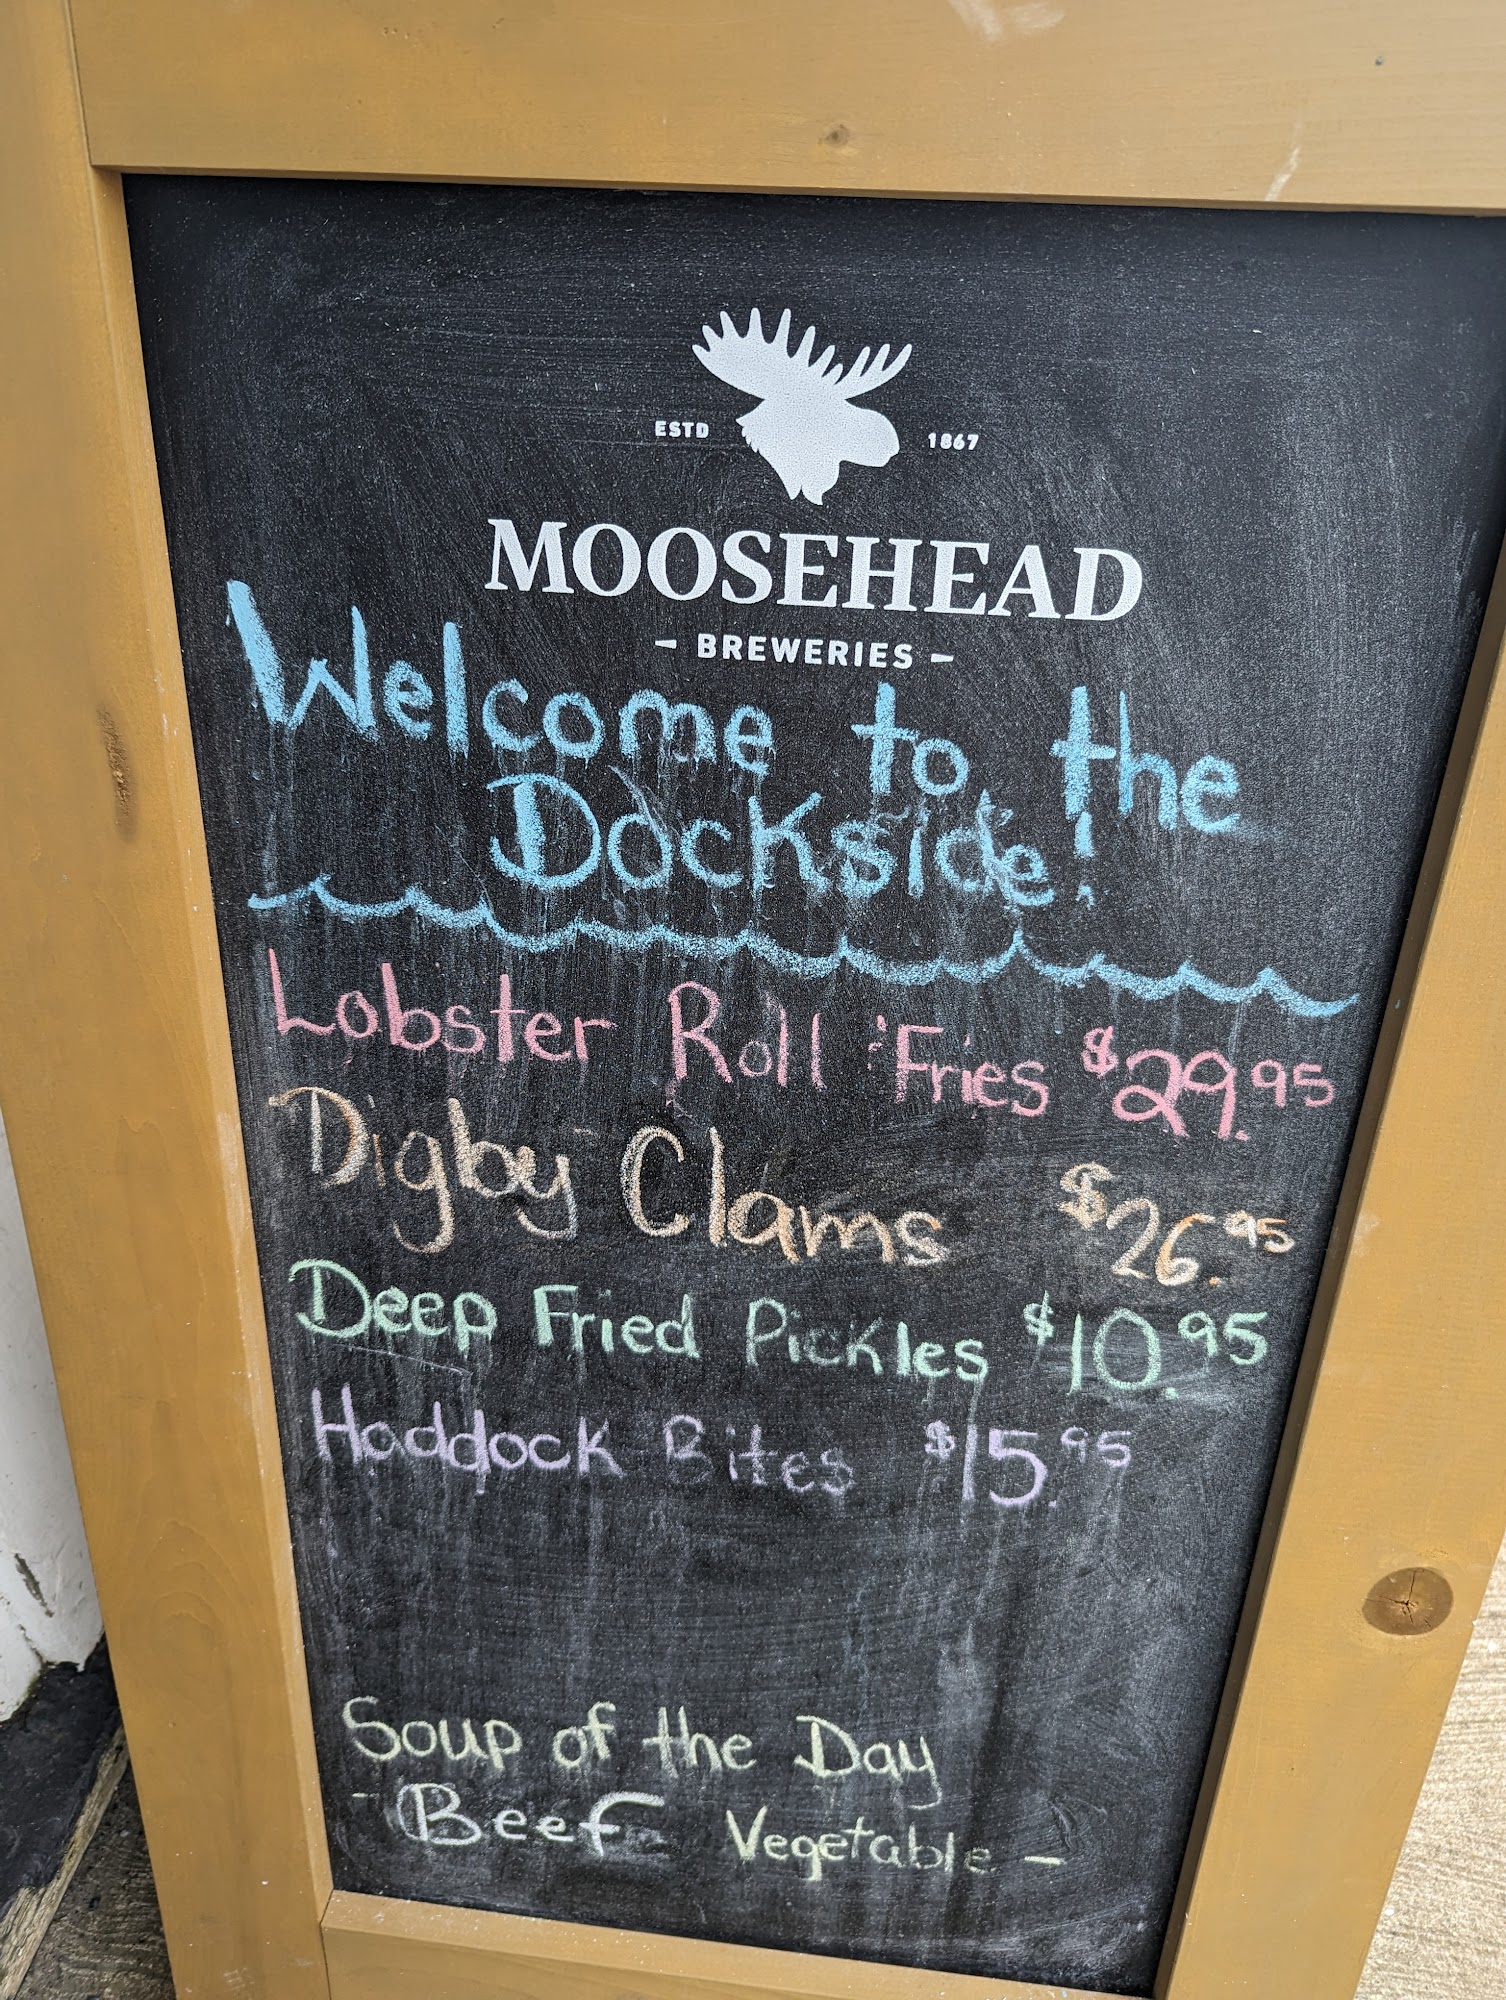 ESTD 1867
MOOSEHEAD
- BREWERIES -
Welcome to the
Dockside!
Lobster Roll & Fries $29.95
Digby Clams $26.95
Deep Fried Pickles $10.95
Haddock Bites $15.95
Soup of the Day
- Beef Vegetable -